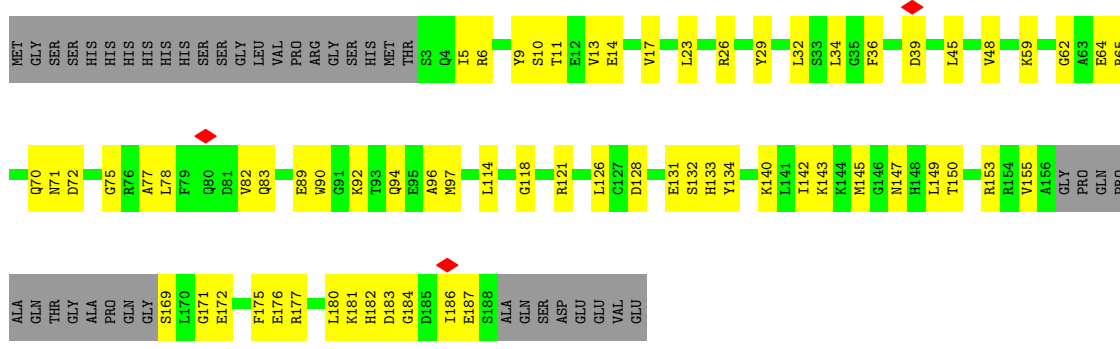 MET GLY SER SER HIS HIS HIS HIS HIS HIS SER SER GLY LEU VAL PRO ARG GLY SER HIS MET THR S3 Q4 I5 R6 Y9 S10 T11 E12 V13 E14 V17 L23 R26 Y29 L32 S33 L34 G35 F36 D39 L45 V48 K59 G62 A63 E64 R65
Q70 N71 D72 G75 R76 A77 L78 F79 Q80 D81 V82 Q83 E89 W90 G91 K92 T93 Q94 E95 A96 M97 L114 G118 R121 L126 C127 D128 E131 S132 H133 Y134 K140 L141 I142 K143 R144 M145 G146 N147 H148 L149 T150 R153 R154 V155 A156 GLY PRO GLN PRO
ALA GLN THR GLY ALA PRO GLN GLY S169 L170 G171 E172 F175 E176 R177 L180 K181 H182 D183 G184 D185 I186 E187 S188 ALA GLN SER ASP GLU GLU VAL GLU